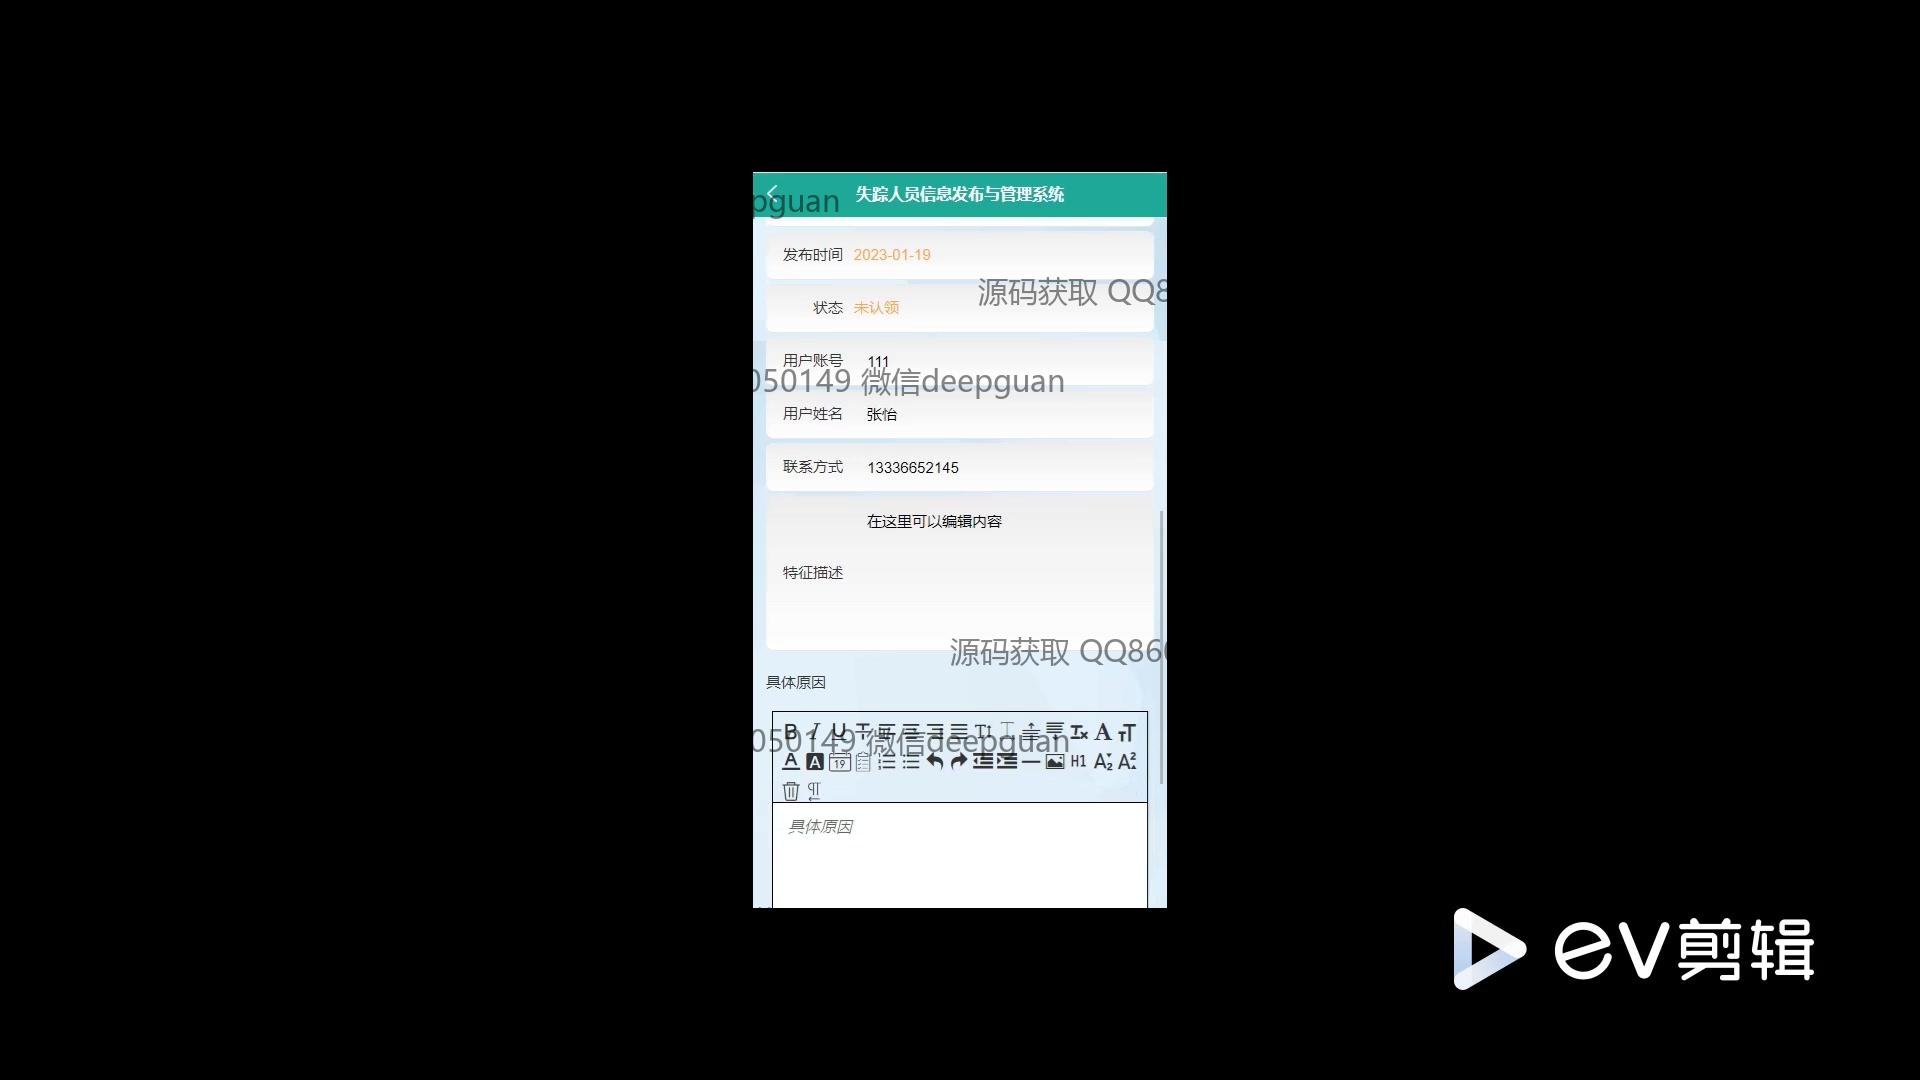 失踪人员信息发布与管理系统
pguan
发布时间 2023-01-19
源码获取 QQ8
状态 未认领
用户账号 111
050149 微信deepguan
用户姓名 张怡
联系方式 13336652145
在这里可以编辑内容
特征描述
源码获取 QQ860
具体原因
050149 微信deepguan
具体原因
ev剪辑